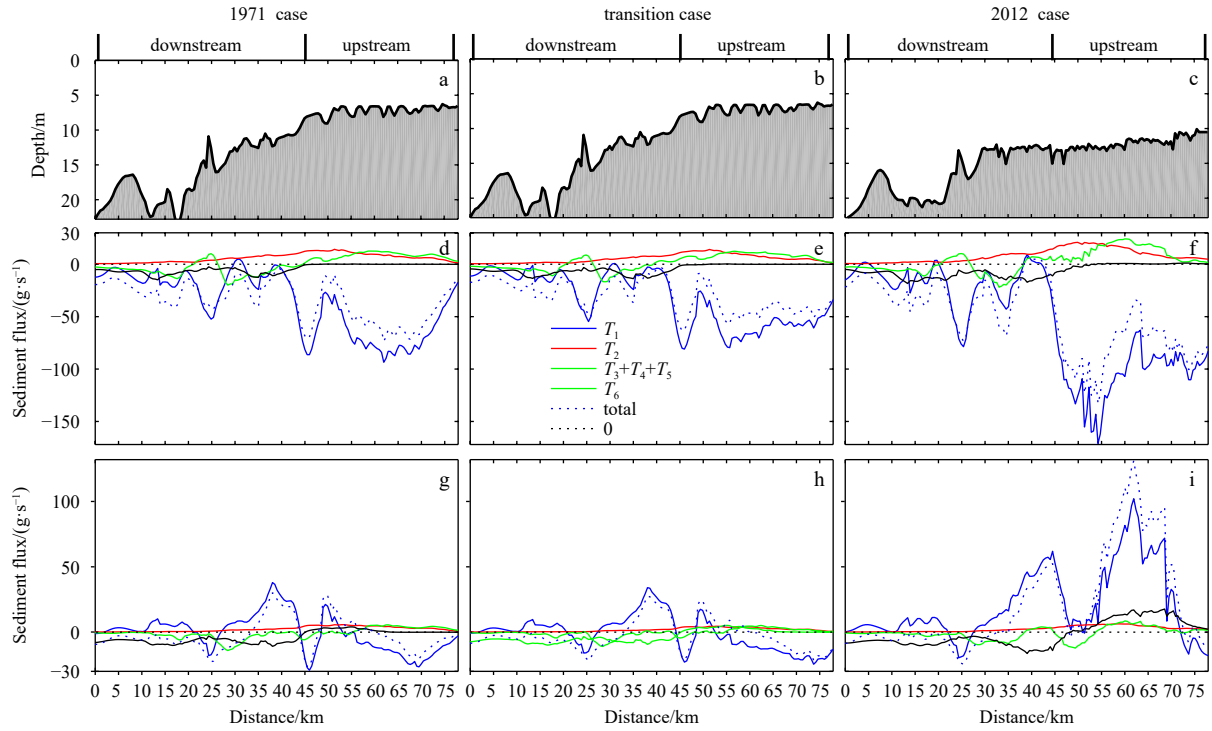 1971 case
transition case
2012 case
downstream
upstream
downstream
upstream
downstream
upstream
0
5
10
15
20
Depth/m
a
b
c
30
0
−50
−100
−150
Sediment flux/(g·s⁻¹)
d
e
f
T₁
T₂
T₃+T₄+T₅
T₆
total
0
100
50
0
−30
Sediment flux/(g·s⁻¹)
g
h
i
0 5 10 15 20 25 30 35 40 45 50 55 60 65 70 75
0 5 10 15 20 25 30 35 40 45 50 55 60 65 70 75
0 5 10 15 20 25 30 35 40 45 50 55 60 65 70 75
Distance/km
Distance/km
Distance/km